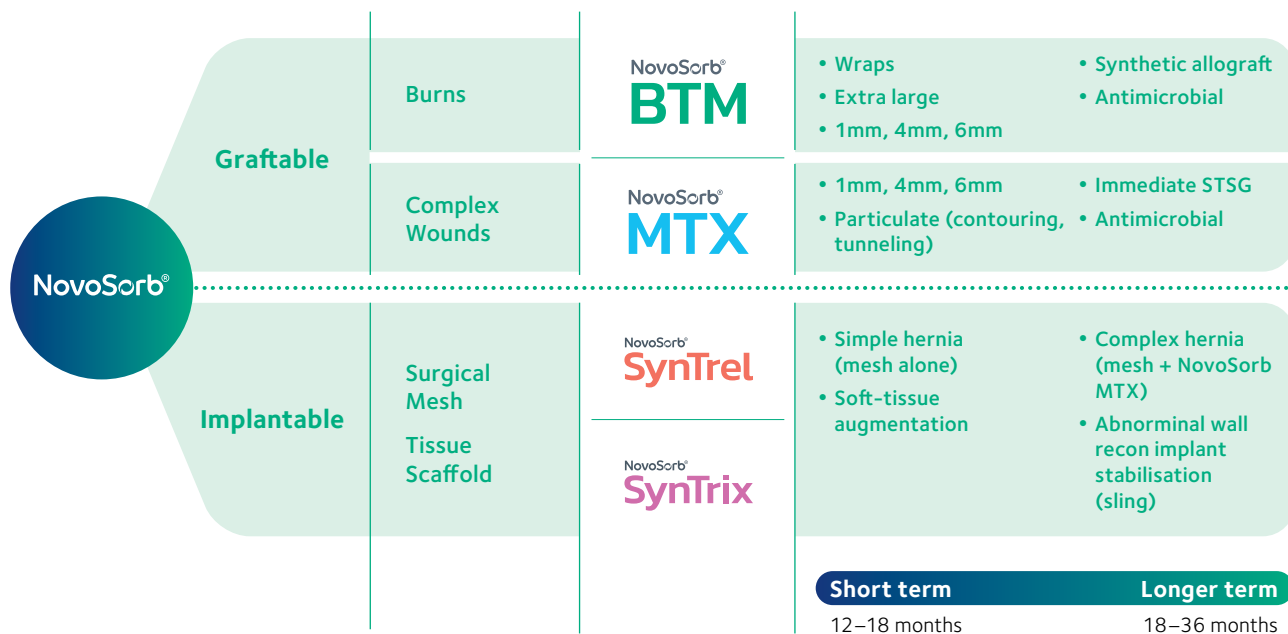 NovoSorb®
Graftable
Burns
NovoSorb®
BTM
• Wraps
• Extra large
• 1mm, 4mm, 6mm
• Synthetic allograft
• Antimicrobial
Complex
Wounds
NovoSorb®
MTX
• 1mm, 4mm, 6mm
• Particulate (contouring,
tunneling)
• Immediate STSG
• Antimicrobial
Implantable
Surgical
Mesh
Tissue
Scaffold
NovoSorb®
SynTrel
NovoSorb®
SynTrix
• Simple hernia
(mesh alone)
• Soft-tissue
augmentation
• Complex hernia
(mesh + NovoSorb
MTX)
• Abnorminal wall
recon implant
stabilisation
(sling)
Short term
Longer term
12–18 months
18–36 months